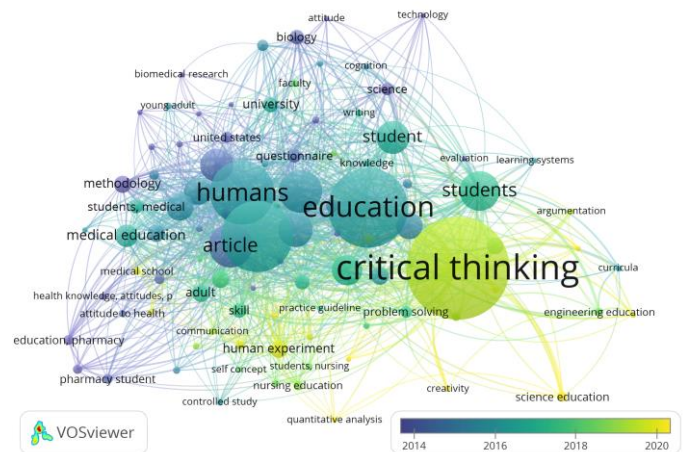 attitude
technology
biology
cognition
biomedical research
faculty
science
young adult
university
writing
united states
student
questionnaire
knowledge
evaluation
learning systems
methodology
humans
students
students, medical
education
argumentation
medical education
article
critical thinking
medical school
curricula
adult
health knowledge, attitudes, p
attitude to health
skill
practice guideline
problem solving
engineering education
communication
education, pharmacy
human experiment
self concept
students, nursing
pharmacy student
nursing education
creativity
science education
controlled study
quantitative analysis
VOSviewer
2014 2016 2018 2020